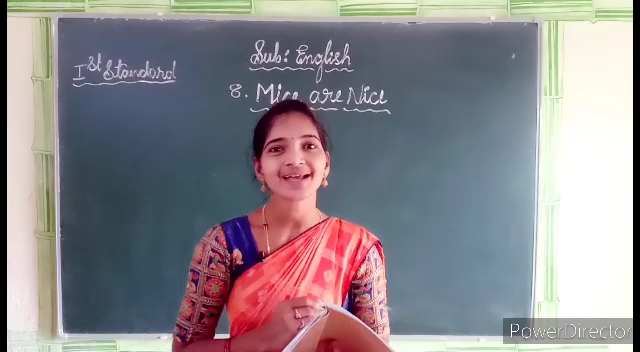 Sub: English
Ist Standard
8. Mice are Nice
PowerDirector